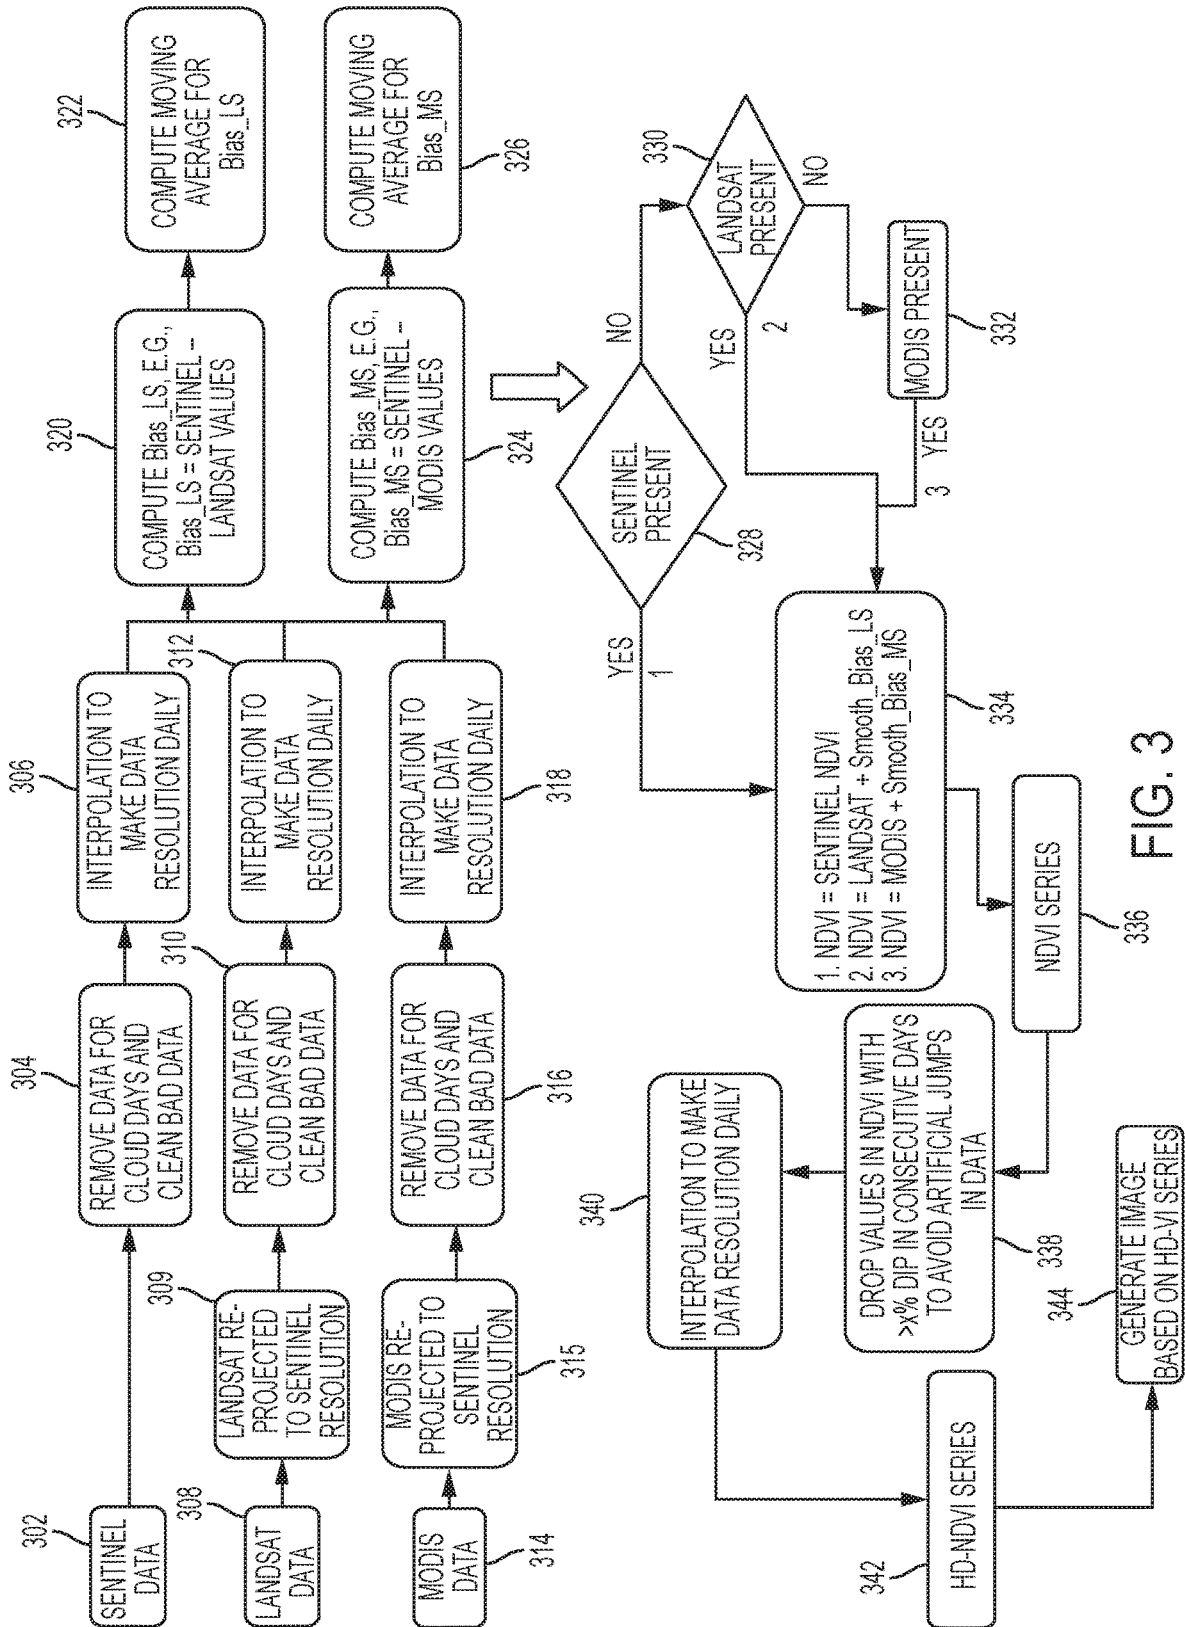 302
SENTINEL
DATA
304
REMOVE DATA FOR
CLOUD DAYS AND
CLEAN BAD DATA
306
INTERPOLATION TO
MAKE DATA
RESOLUTION DAILY
308
LANDSAT
DATA
309
LANDSAT RE-
PROJECTED
TO SENTINEL
RESOLUTION
310
REMOVE DATA FOR
CLOUD DAYS AND
CLEAN BAD DATA
312
INTERPOLATION TO
MAKE DATA
RESOLUTION DAILY
MODIS
DATA
314
MODIS RE-
PROJECTED TO
SENTINEL
RESOLUTION
315
REMOVE DATA FOR
CLOUD DAYS AND
CLEAN BAD DATA
316
INTERPOLATION TO
MAKE DATA
RESOLUTION DAILY
318
320
COMPUTE Bias_LS, E.G.,
Bias_LS = SENTINEL –
LANDSAT VALUES
322
COMPUTE MOVING
AVERAGE FOR
Bias_LS
COMPUTE Bias_MS, E.G.,
Bias_MS = SENTINEL –
MODIS VALUES
324
COMPUTE MOVING
AVERAGE FOR
Bias_MS
326
SENTINEL
PRESENT
328
YES
1
NO
330
LANDSAT
PRESENT
YES
2
NO
MODIS PRESENT
332
YES
3
1. NDVI = SENTINEL NDVI
2. NDVI = LANDSAT + Smooth_Bias_LS
3. NDVI = MODIS + Smooth_Bias_MS
334
NDVI SERIES
336
DROP VALUES IN NDVI WITH
>x% DIP IN CONSECUTIVE DAYS
TO AVOID ARTIFICIAL JUMPS
IN DATA
338
340
INTERPOLATION TO MAKE
DATA RESOLUTION DAILY
342
HD-NDVI SERIES
344
GENERATE IMAGE
BASED ON HD-VI SERIES
FIG. 3